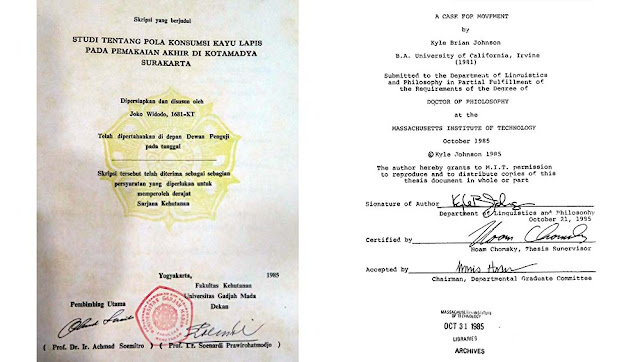 Skripsi yang berjudul
STUDI TENTANG POLA KONSUMSI KAYU LAPIS
PADA PEMAKAIAN AKHIR DI KOTAMADYA
SURAKARTA
Dipersiapkan dan disusun oleh
Joko Widodo, 1681-KT
Telah dipertahankan di depan Dewan Penguji
pada tanggal
Skripsi tersebut telah diterima sebagai sebagian
persyaratan yang diperlukan untuk
memperoleh derajat
Sarjana Kehutanan
Yogyakarta, 1985
Fakultas Kehutanan
Universitas Gadjah Mada
Pembimbing Utama
Dekan
( Prof. Dr. Ir. Achmad Soemitro )
( Prof. Ir. Soenardi Prawirohatmodjo )
A CASE FOR MOVEMENT
by
Kyle Brian Johnson
B.A. University of California, Irvine
(1981)
Submitted to the Department of Linguistics
and Philosophy in Partial Fulfillment of
the Requirements of the Degree of
DOCTOR OF PHILOSOPHY
at the
MASSACHUSETTS INSTITUTE OF TECHNOLOGY
October 1985
© Kyle Johnson 1985
The author hereby grants to M.I.T. permission
to reproduce and to distribute copies of this
thesis document in whole or part
Signature of Author
Department of Linguistics and Philosophy
October 21, 1985
Certified by Noam Chomsky
Noam Chomsky, Thesis Supervisor
Accepted by
Chairman, Departmental Graduate Committee
MASSACHUSETTS INSTITUTE
OF TECHNOLOGY
OCT 31 1985
LIBRARIES
ARCHIVES